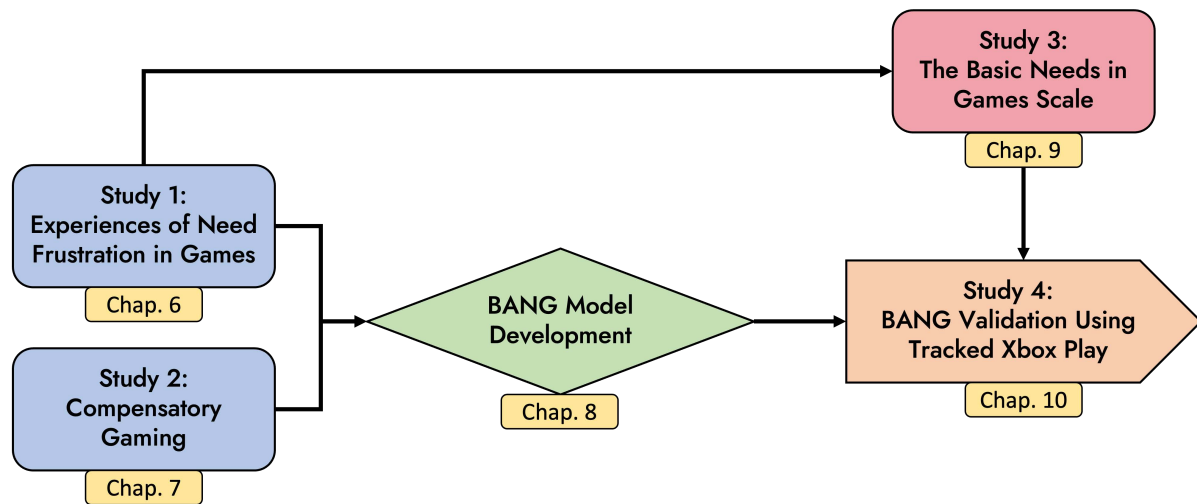 Study 3:
The Basic Needs in
Games Scale
Chap. 9
Study 1:
Experiences of Need
Frustration in Games
Chap. 6
BANG Model
Development
Chap. 8
Study 4:
BANG Validation Using
Tracked Xbox Play
Chap. 10
Study 2:
Compensatory
Gaming
Chap. 7